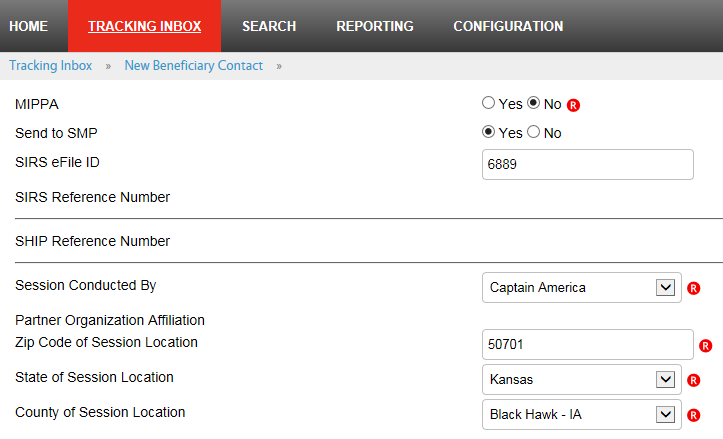 HOME TRACKING INBOX SEARCH REPORTING CONFIGURATION
Tracking Inbox » New Beneficiary Contact »
MIPPA Yes No R
Send to SMP Yes No
SIRS eFile ID 6889
SIRS Reference Number
SHIP Reference Number
Session Conducted By Captain America R
Partner Organization Affiliation
Zip Code of Session Location 50701 R
State of Session Location Kansas R
County of Session Location Black Hawk - IA R